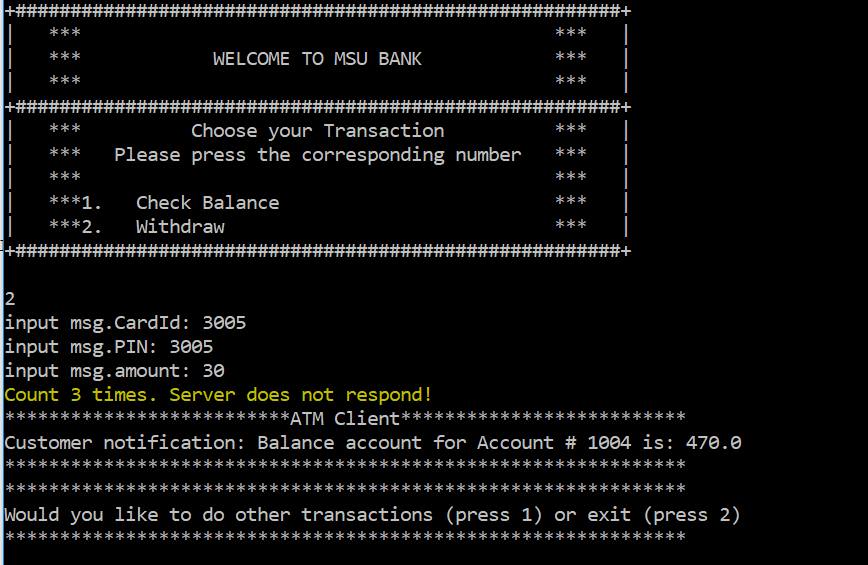 +#######################################################+
|   ***                                           ***   |
|   ***            WELCOME TO MSU BANK            ***   |
|   ***                                           ***   |
+#######################################################+
|   ***          Choose your Transaction          ***   |
|   ***   Please press the corresponding number   ***   |
|   ***                                           ***   |
|   ***1.   Check Balance                         ***   |
|   ***2.   Withdraw                              ***   |
+#######################################################+
2
input msg.CardId: 3005
input msg.PIN: 3005
input msg.amount: 30
Count 3 times. Server does not respond!
**************************ATM Client**************************
Customer notification: Balance account for Account # 1004 is: 470.0
**************************************************************
**************************************************************
Would you like to do other transactions (press 1) or exit (press 2)
**************************************************************